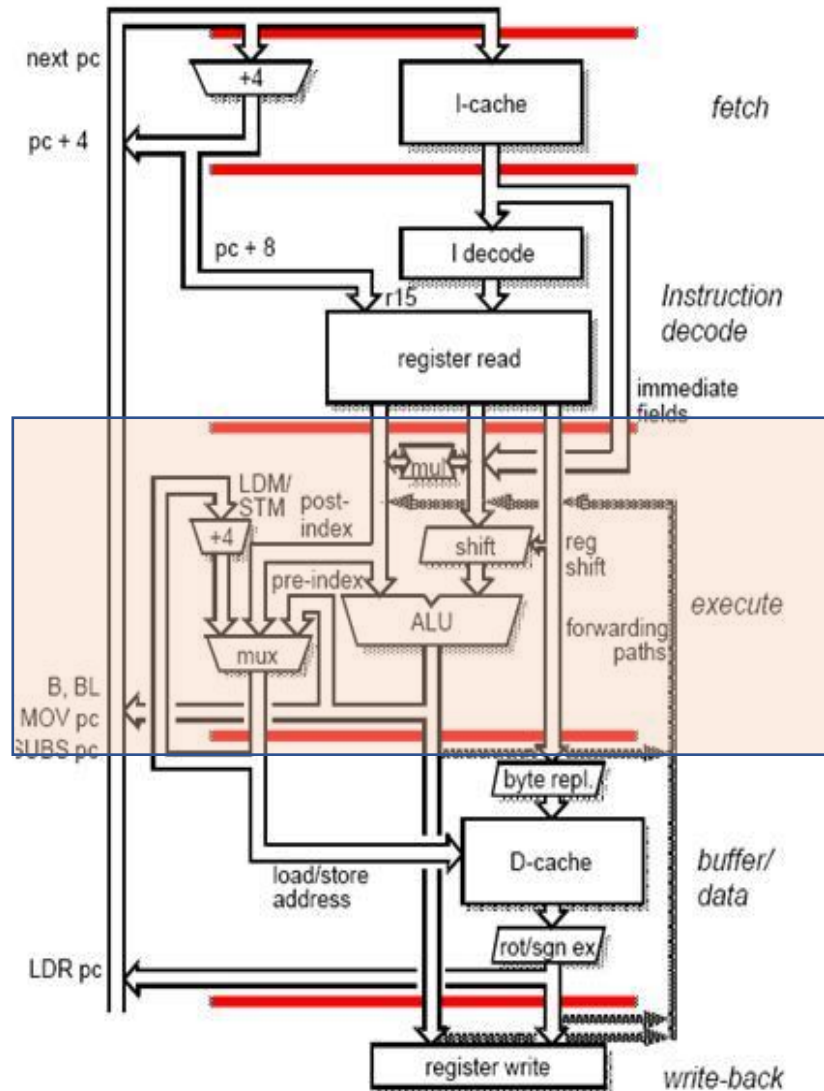 next pc
+4
I-cache
fetch
pc + 4
pc + 8
I decode
r15
Instruction
decode
register read
immediate
fields
mul
LDM/
STM
post-
index
+4
shift
reg
shift
pre-index
execute
ALU
forwarding
paths
mux
B, BL
MOV pc
SUBS pc
byte repl.
D-cache
buffer/
data
load/store
address
rot/sgn ex
LDR pc
register write
write-back